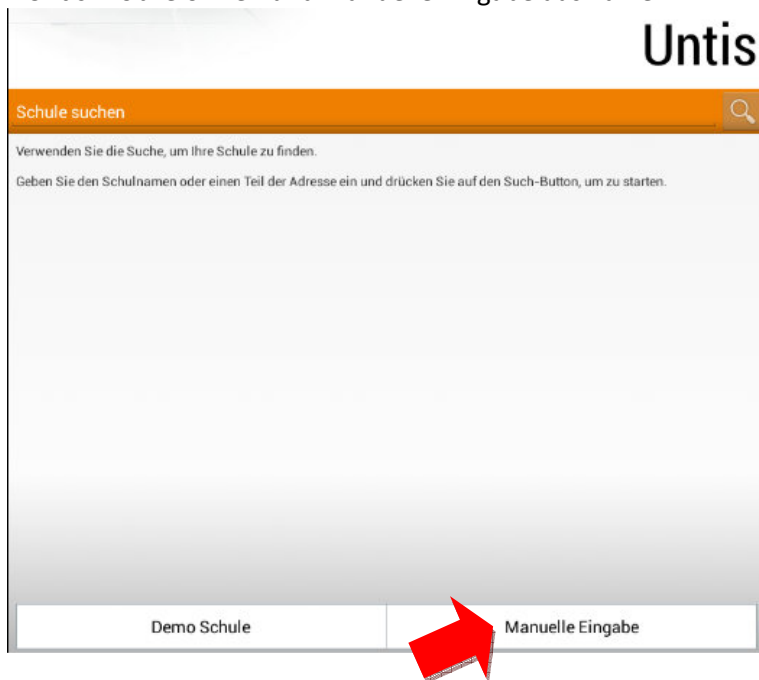 Untis
Schule suchen
Verwenden Sie die Suche, um Ihre Schule zu finden.
Geben Sie den Schulnamen oder einen Teil der Adresse ein und drücken Sie auf den Such-Button, um zu starten.
Demo Schule
Manuelle Eingabe